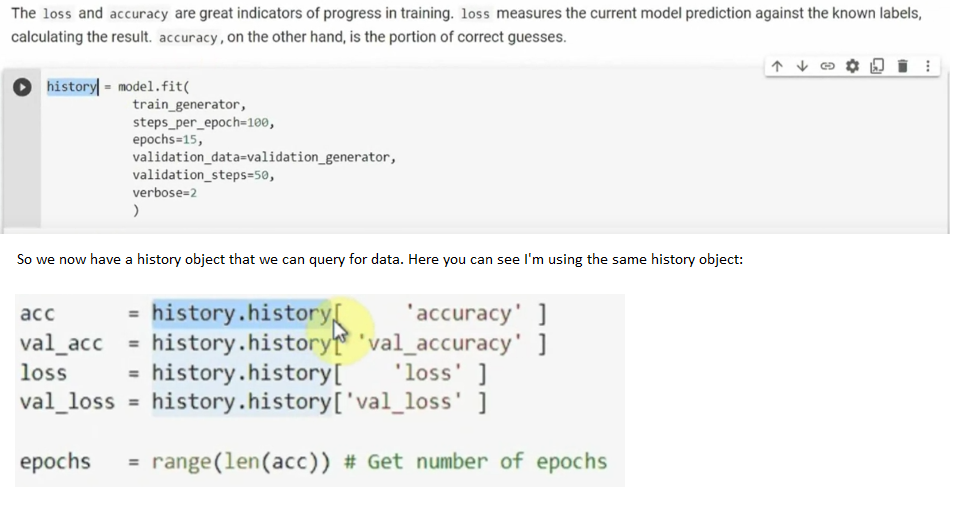 The loss and accuracy are great indicators of progress in training. loss measures the current model prediction against the known labels,
calculating the result. accuracy, on the other hand, is the portion of correct guesses.
history = model.fit(
train_generator,
steps_per_epoch=100,
epochs=15,
validation_data=validation_generator,
validation_steps=50,
verbose=2
)
So we now have a history object that we can query for data. Here you can see I'm using the same history object:
acc = history.history[ 'accuracy' ]
val_acc = history.history[ 'val_accuracy' ]
loss = history.history[ 'loss' ]
val_loss = history.history['val_loss' ]
epochs = range(len(acc)) # Get number of epochs